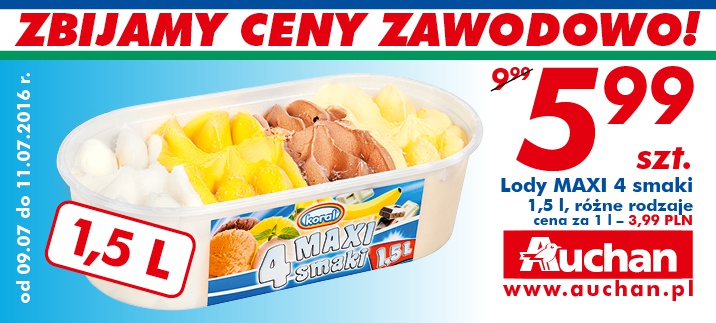 ZBIJAMY CENY ZAWODOWO!
od 09.07 do 11.07.2016 r.
1,5 L
koral
4 MAXI
smaki
1,5 L
9,99
5,99
szt.
Lody MAXI 4 smaki
1,5 l, różne rodzaje
cena za 1 l – 3,99 PLN
Auchan
www.auchan.pl